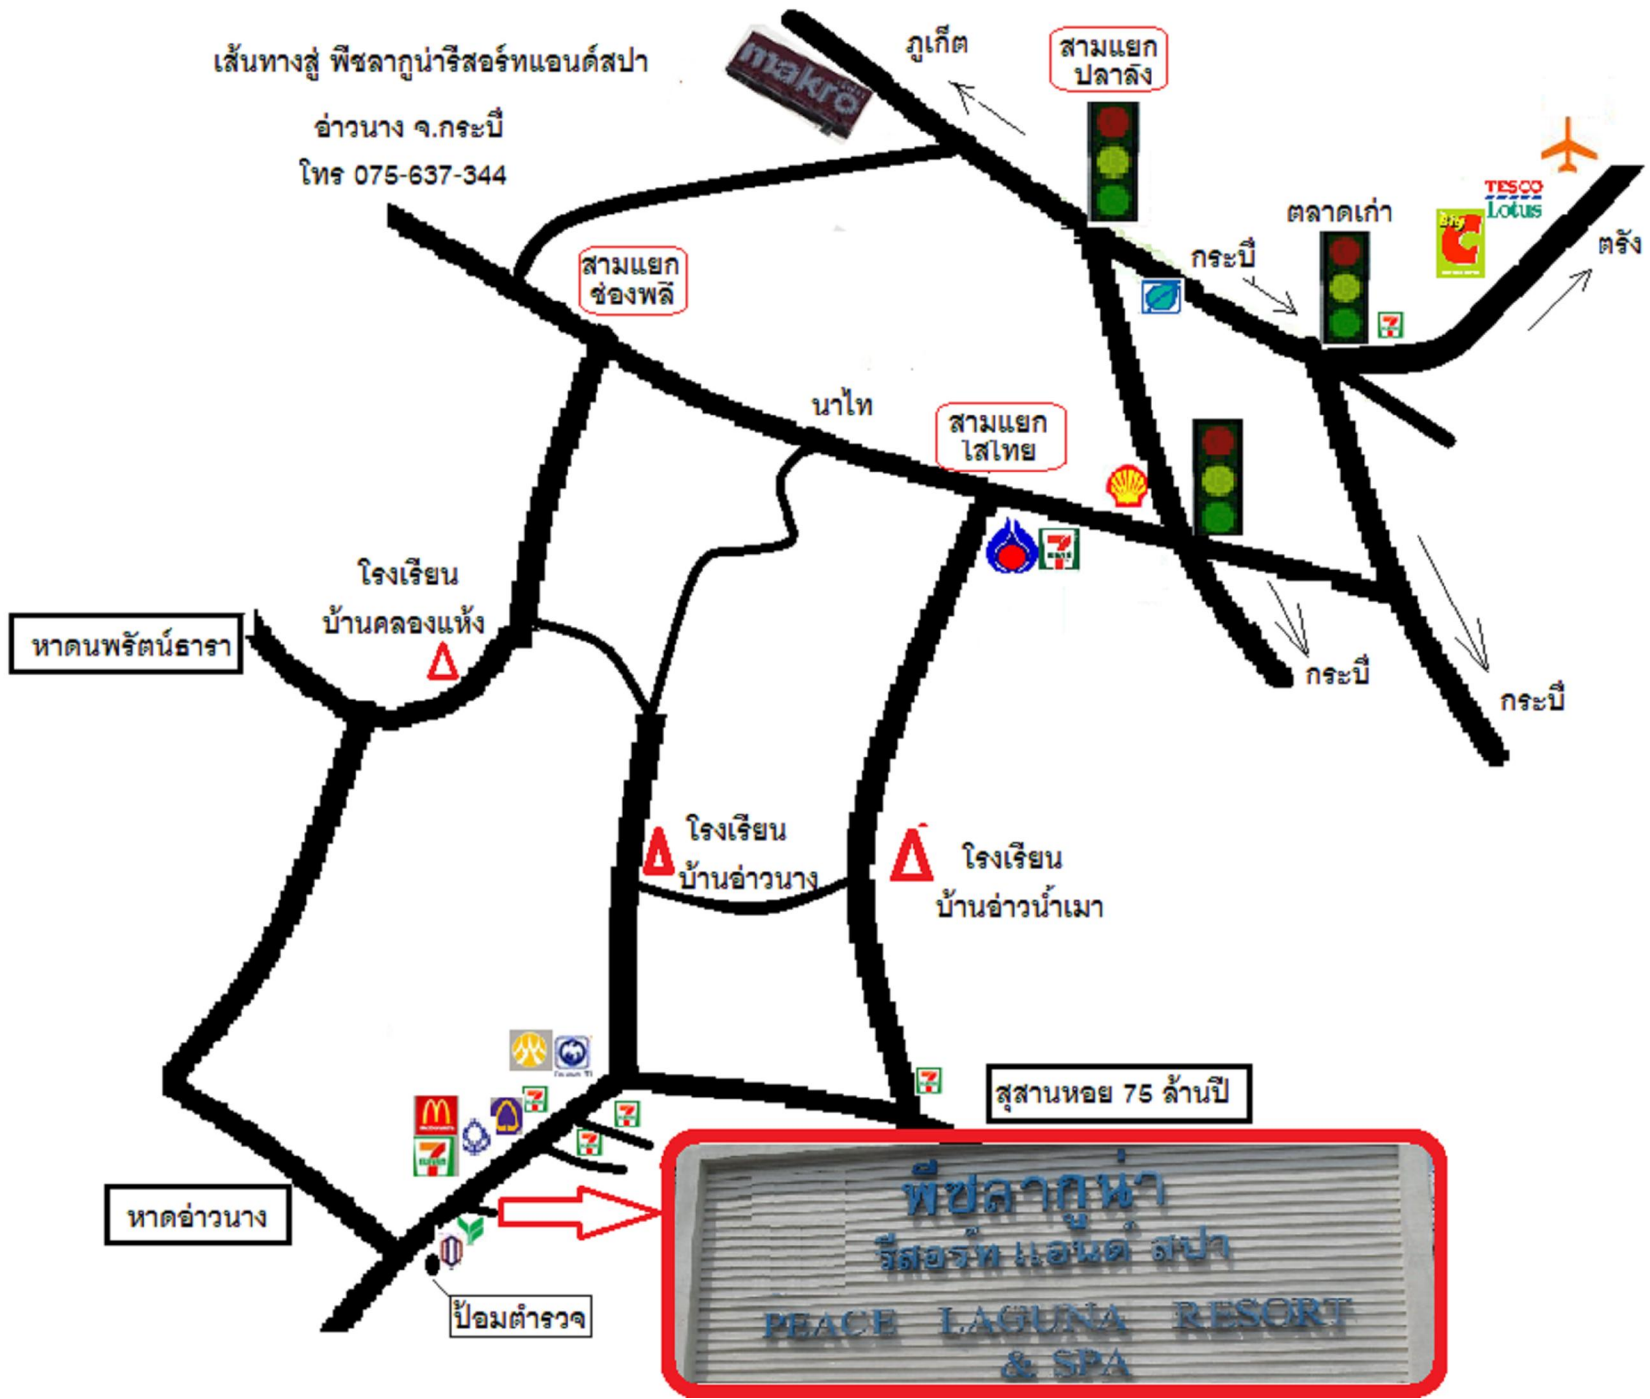 เส้นทางสู่ พีชลากูน่ารีสอร์ทแอนด์สปา
อ่าวนาง จ.กระบี่
โทร 075-637-344
makro
ภูเก็ต
สามแยก
ปลาลัง
ตลาดเก่า
TESCO
Lotus
Big
C
ตรัง
กระบี่
7
สามแยก
ช่องพลี
นาไท
สามแยก
ไสไทย
7
โรงเรียน
บ้านคลองแห้ง
หาดนพรัตน์ธารา
กระบี่
กระบี่
โรงเรียน
บ้านอ่าวนาง
โรงเรียน
บ้านอ่าวน้ำเมา
7
7
7
7
7
สุสานหอย 75 ล้านปี
หาดอ่าวนาง
ป้อมตำรวจ
พีชลากูน่า
รีสอร์ท แอนด์ สปา
PEACE LAGUNA RESORT
& SPA